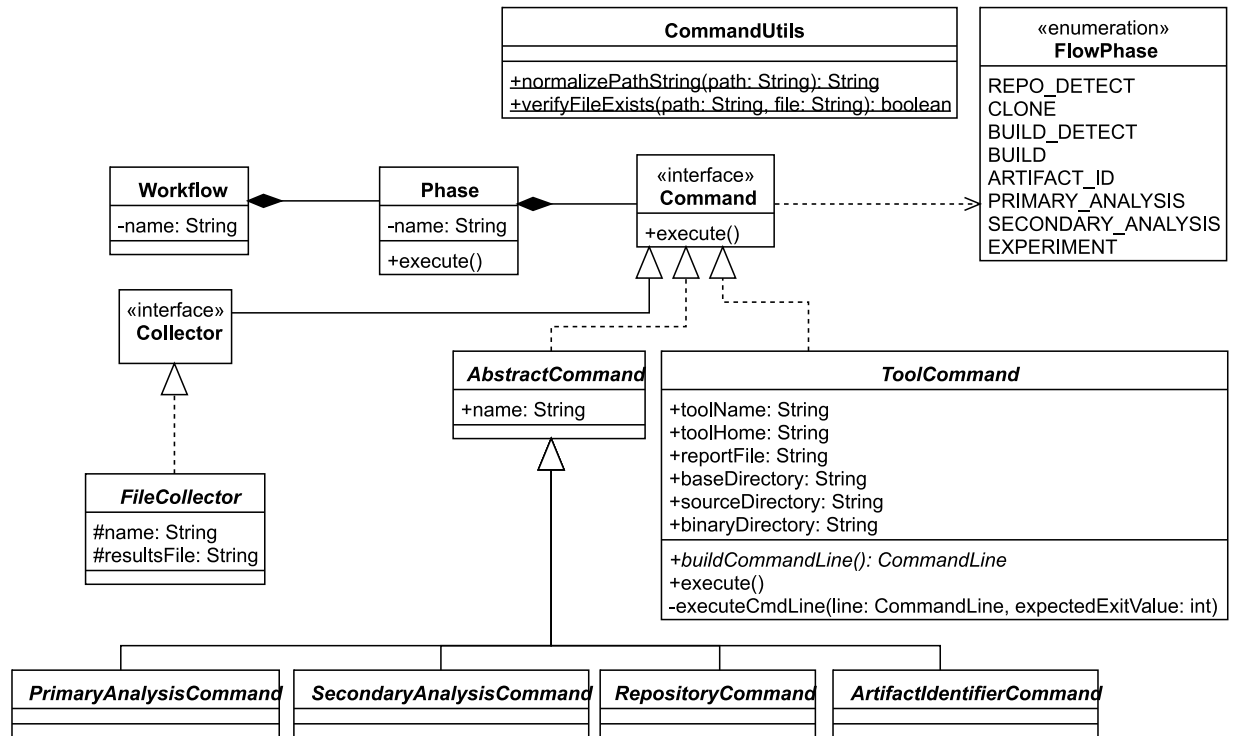 CommandUtils
+normalizePathString(path: String): String
+verifyFileExists(path: String, file: String): boolean
«enumeration»
FlowPhase
REPO_DETECT
CLONE
BUILD_DETECT
BUILD
ARTIFACT_ID
PRIMARY_ANALYSIS
SECONDARY_ANALYSIS
EXPERIMENT
Workflow
-name: String
Phase
-name: String
+execute()
«interface»
Command
+execute()
«interface»
Collector
FileCollector
#name: String
#resultsFile: String
AbstractCommand
+name: String
ToolCommand
+toolName: String
+toolHome: String
+reportFile: String
+baseDirectory: String
+sourceDirectory: String
+binaryDirectory: String
+buildCommandLine(): CommandLine
+execute()
-executeCmdLine(line: CommandLine, expectedExitValue: int)
PrimaryAnalysisCommand
SecondaryAnalysisCommand
RepositoryCommand
ArtifactIdentifierCommand